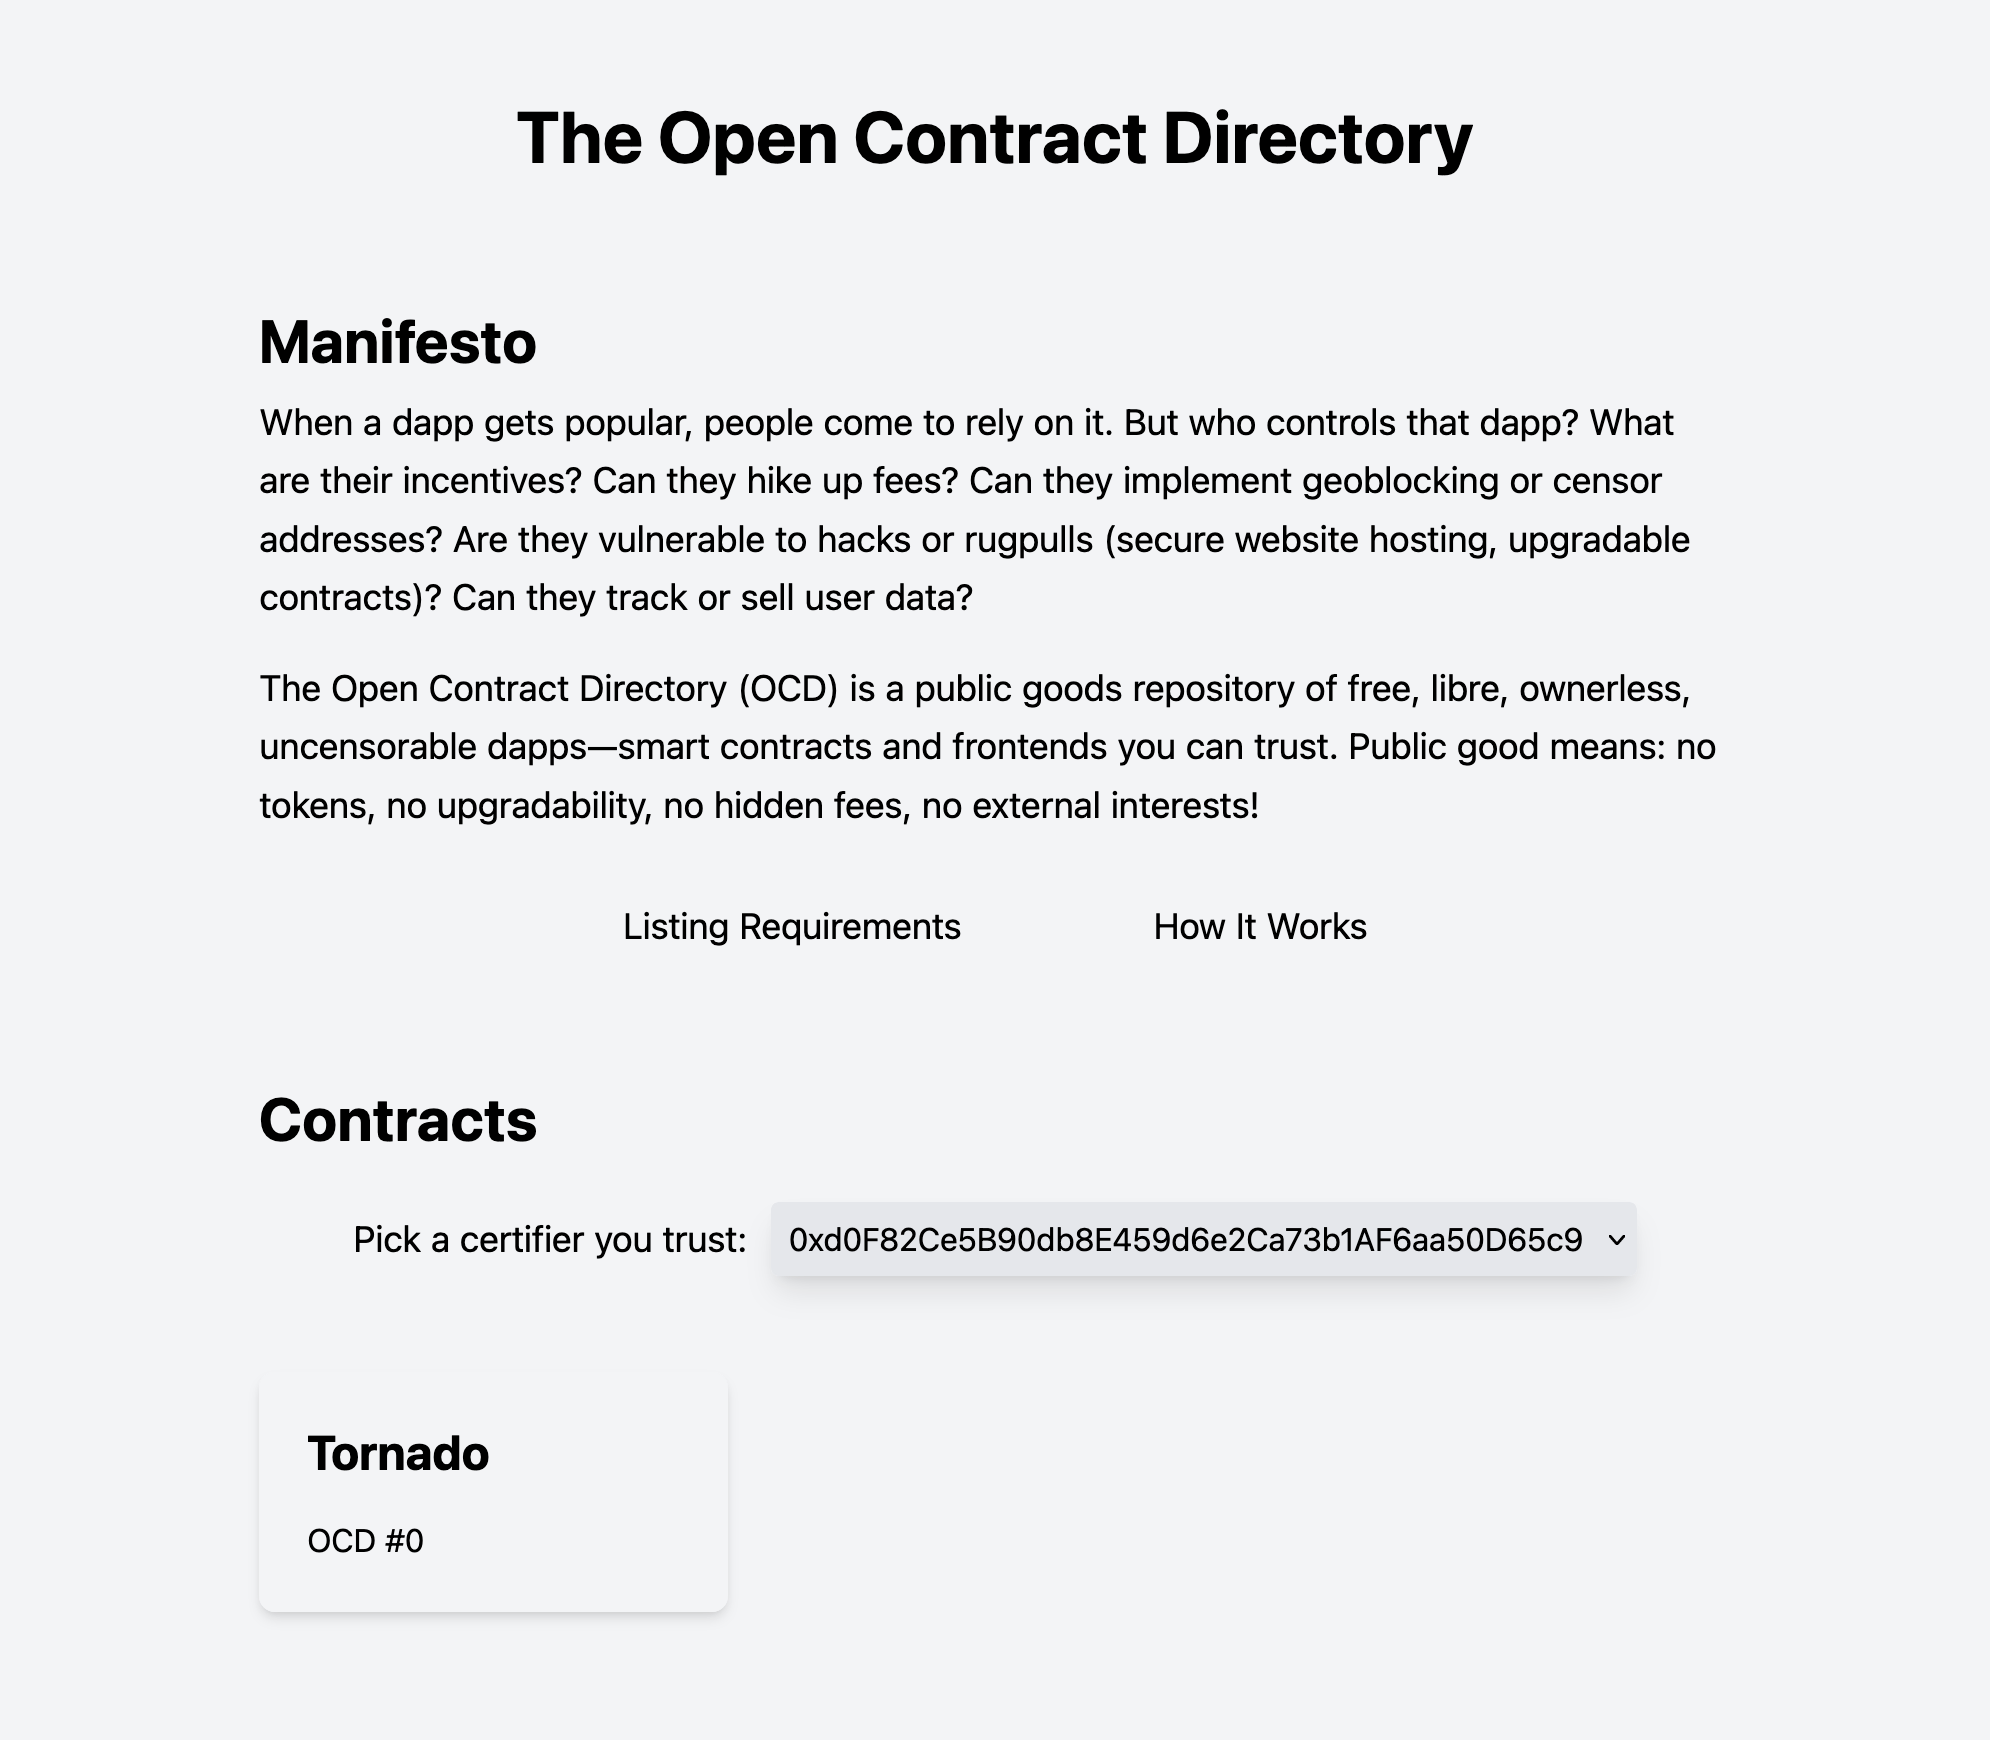 The Open Contract Directory
Manifesto
When a dapp gets popular, people come to rely on it. But who controls that dapp? What
are their incentives? Can they hike up fees? Can they implement geoblocking or censor
addresses? Are they vulnerable to hacks or rugpulls (secure website hosting, upgradable
contracts)? Can they track or sell user data?
The Open Contract Directory (OCD) is a public goods repository of free, libre, ownerless,
uncensorable dapps—smart contracts and frontends you can trust. Public good means: no
tokens, no upgradability, no hidden fees, no external interests!
Listing Requirements How It Works
Contracts
Pick a certifier you trust: 0xd0F82Ce5B90db8E459d6e2Ca73b1AF6aa50D65c9
Tornado
OCD #0